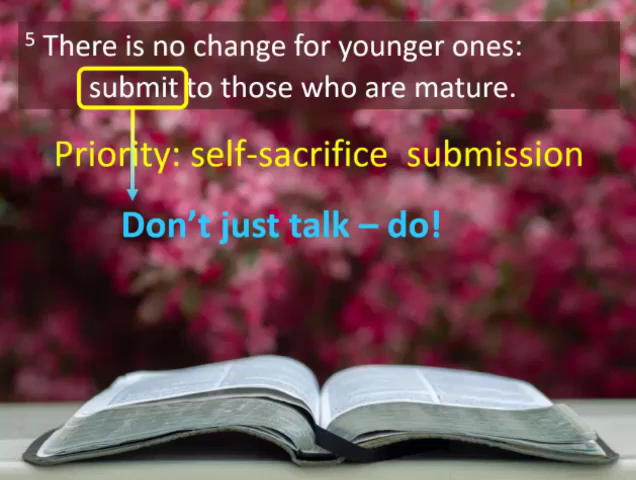 ⁵ There is no change for younger ones:
submit to those who are mature.
Priority: self-sacrifice submission
Don't just talk – do!